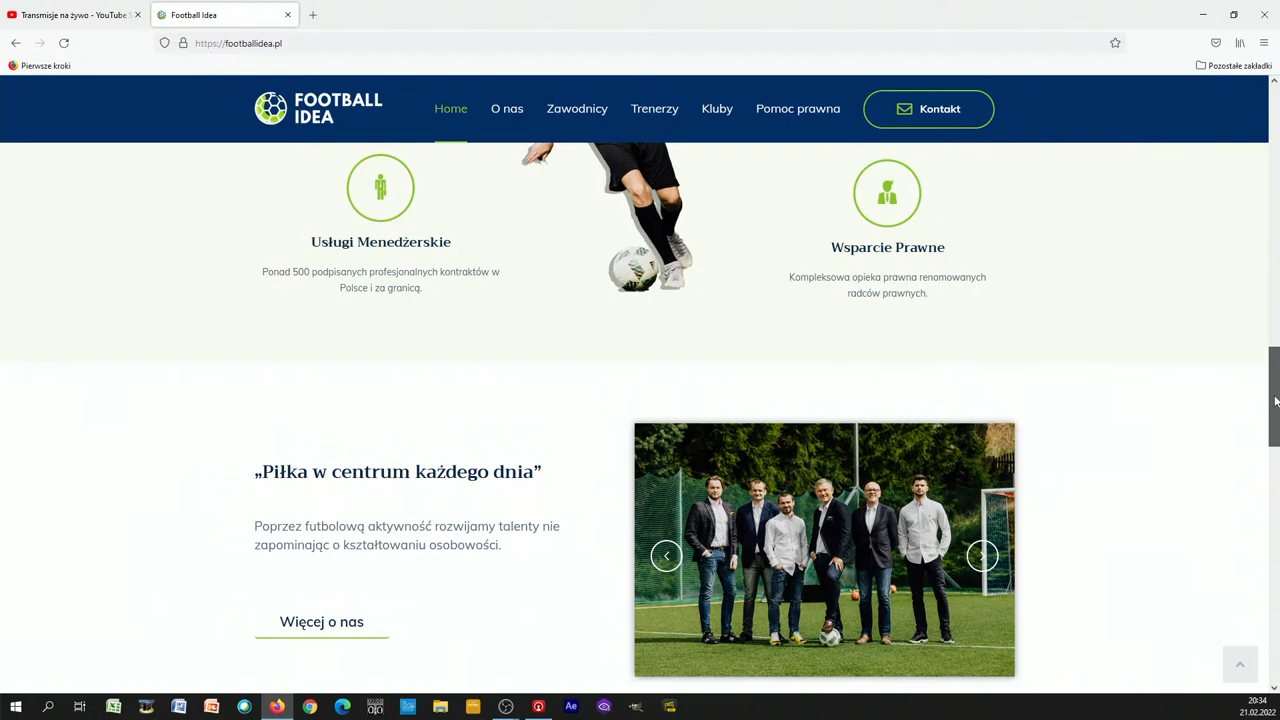 Transmisje na żywo - YouTube S
Football Idea
https://footballidea.pl
Pierwsze kroki
Pozostałe zakładki
FOOTBALL
IDEA
Home
O nas
Zawodnicy
Trenerzy
Kluby
Pomoc prawna
Kontakt
Usługi Menedżerskie
Ponad 500 podpisanych profesjonalnych kontraktów w
Polsce i za granicą.
Wsparcie Prawne
Kompleksowa opieka prawna renomowanych
radców prawnych.
„Piłka w centrum każdego dnia”
Poprzez futbolową aktywność rozwijamy talenty nie
zapominając o kształtowaniu osobowości.
Więcej o nas
20:34
21.02.2022